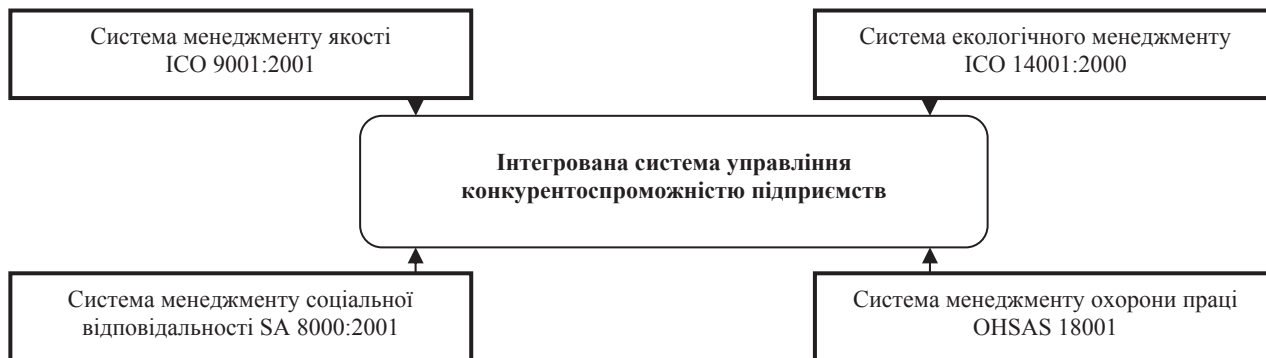 Система менеджменту якості
ІСО 9001:2001
Система екологічного менеджменту
ІСО 14001:2000
Інтегрована система управління
конкурентоспроможністю підприємств
Система менеджменту соціальної
відповідальності SA 8000:2001
Система менеджменту охорони праці
OHSAS 18001